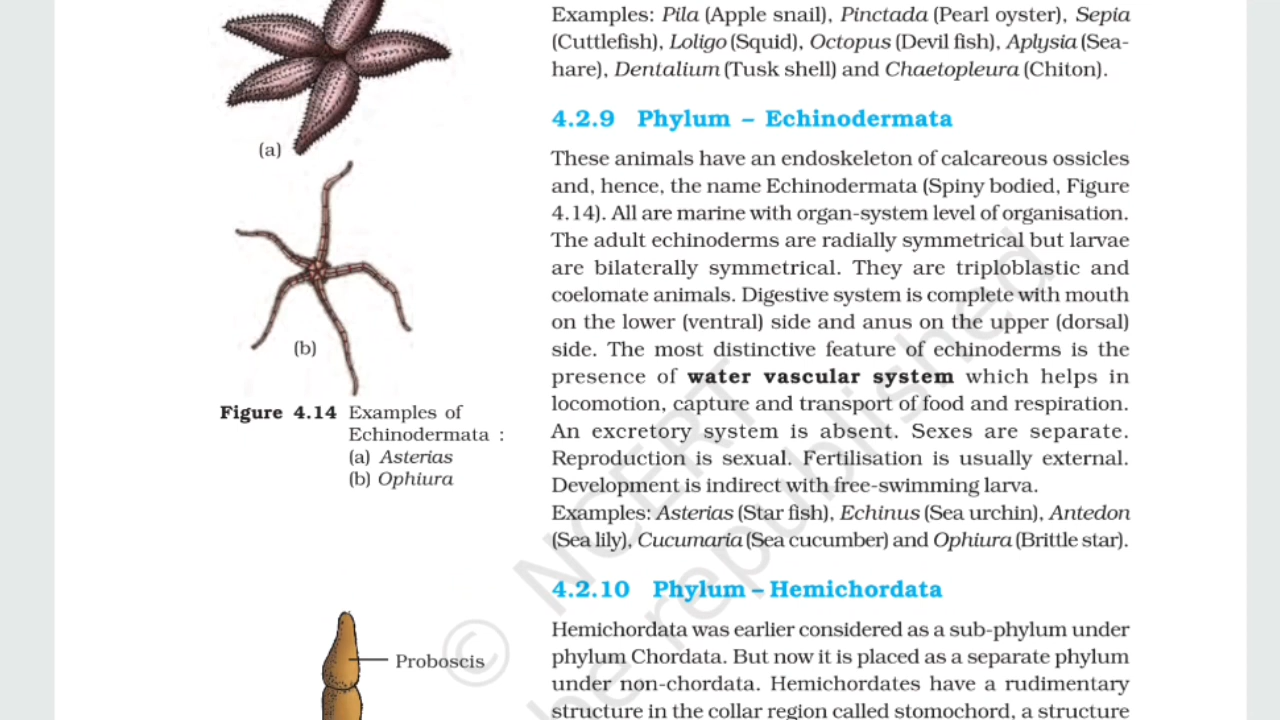 Examples: Pila (Apple snail), Pinctada (Pearl oyster), Sepia
(Cuttlefish), Loligo (Squid), Octopus (Devil fish), Aplysia (Sea-
hare), Dentalium (Tusk shell) and Chaetopleura (Chiton).
(a)
(b)
Figure 4.14 Examples of
Echinodermata :
(a) Asterias
(b) Ophiura
4.2.9 Phylum – Echinodermata
These animals have an endoskeleton of calcareous ossicles
and, hence, the name Echinodermata (Spiny bodied, Figure
4.14). All are marine with organ-system level of organisation.
The adult echinoderms are radially symmetrical but larvae
are bilaterally symmetrical. They are triploblastic and
coelomate animals. Digestive system is complete with mouth
on the lower (ventral) side and anus on the upper (dorsal)
side. The most distinctive feature of echinoderms is the
presence of water vascular system which helps in
locomotion, capture and transport of food and respiration.
An excretory system is absent. Sexes are separate.
Reproduction is sexual. Fertilisation is usually external.
Development is indirect with free-swimming larva.
Examples: Asterias (Star fish), Echinus (Sea urchin), Antedon
(Sea lily), Cucumaria (Sea cucumber) and Ophiura (Brittle star).
4.2.10 Phylum – Hemichordata
Hemichordata was earlier considered as a sub-phylum under
phylum Chordata. But now it is placed as a separate phylum
under non-chordata. Hemichordates have a rudimentary
structure in the collar region called stomochord, a structure
Proboscis
© NCERT
be republished